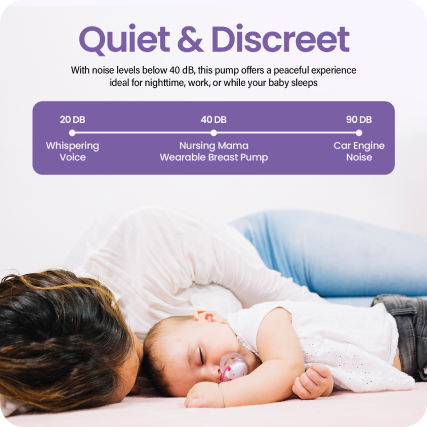 Quiet & Discreet
With noise levels below 40 dB, this pump offers a peaceful experience
ideal for nighttime, work, or while your baby sleeps
20 DB
40 DB
90 DB
Whispering
Voice
Nursing Mama
Wearable Breast Pump
Car Engine
Noise